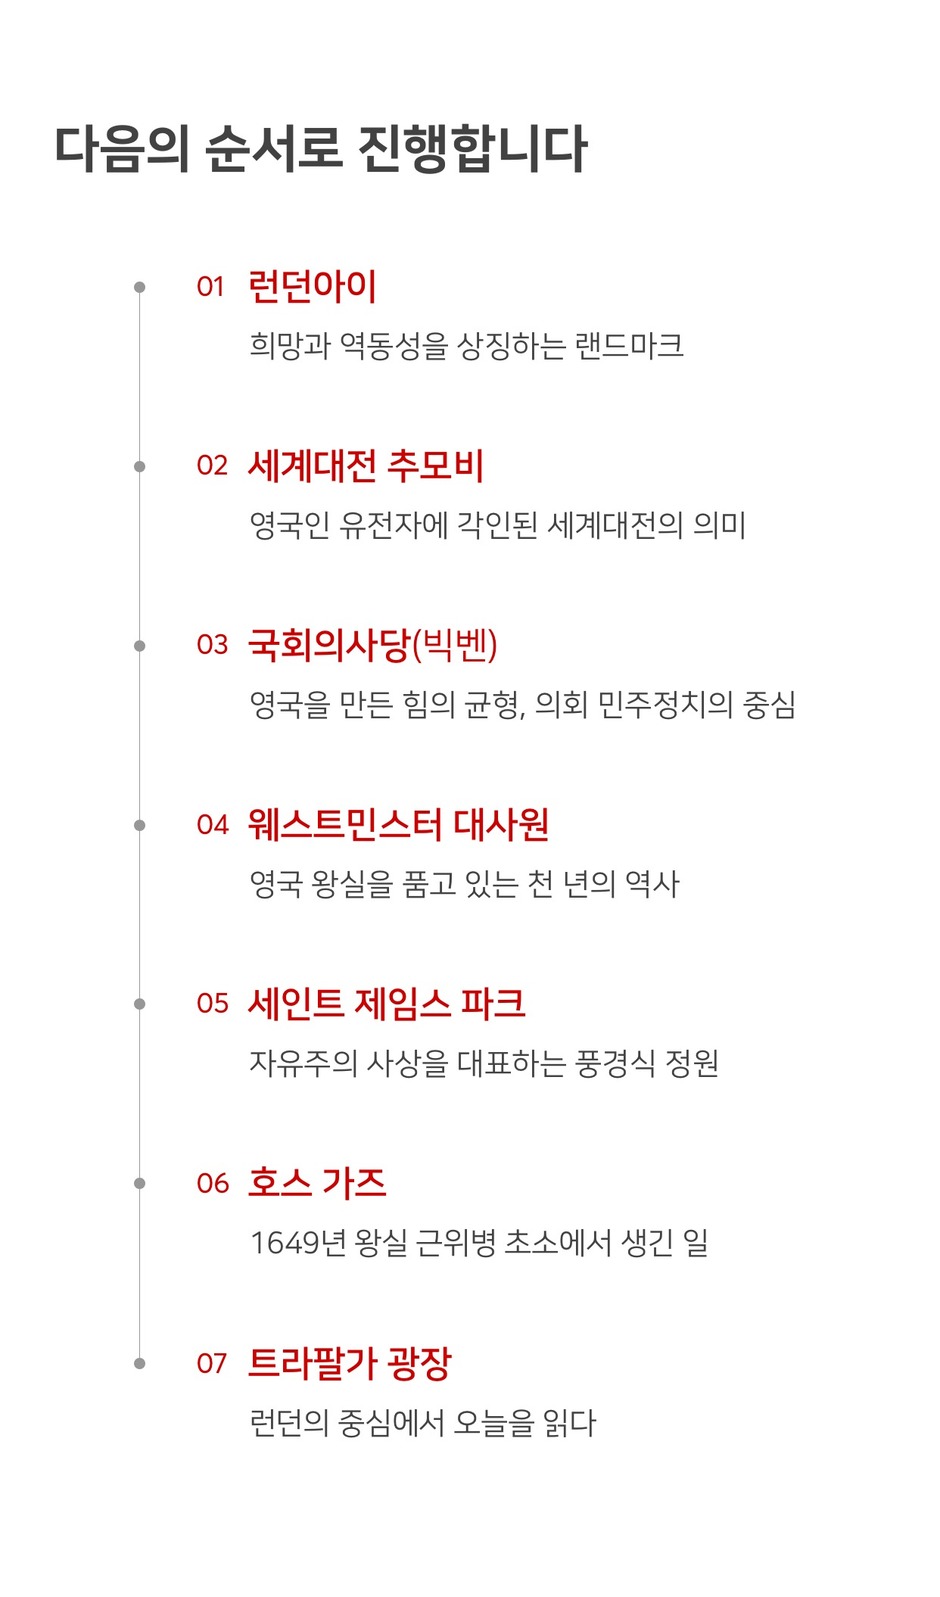 다음의 순서로 진행합니다
01 런던아이
희망과 역동성을 상징하는 랜드마크
02 세계대전 추모비
영국인 유전자에 각인된 세계대전의 의미
03 국회의사당(빅벤)
영국을 만든 힘의 균형, 의회 민주정치의 중심
04 웨스트민스터 대사원
영국 왕실을 품고 있는 천 년의 역사
05 세인트 제임스 파크
자유주의 사상을 대표하는 풍경식 정원
06 호스 가즈
1649년 왕실 근위병 초소에서 생긴 일
07 트라팔가 광장
런던의 중심에서 오늘을 읽다